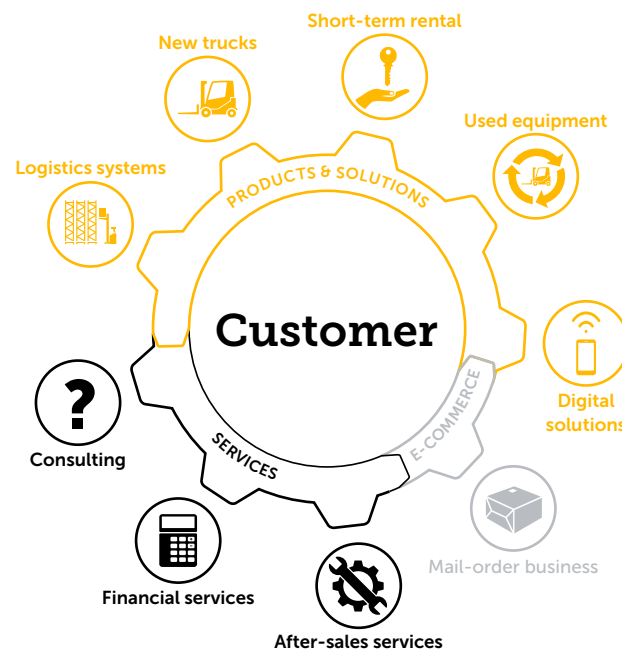 Short-term rental
New trucks
Used equipment
Logistics systems
PRODUCTS & SOLUTIONS
Customer
Digital
solutions
E-COMMERCE
SERVICES
Consulting
Mail-order business
Financial services
After-sales services